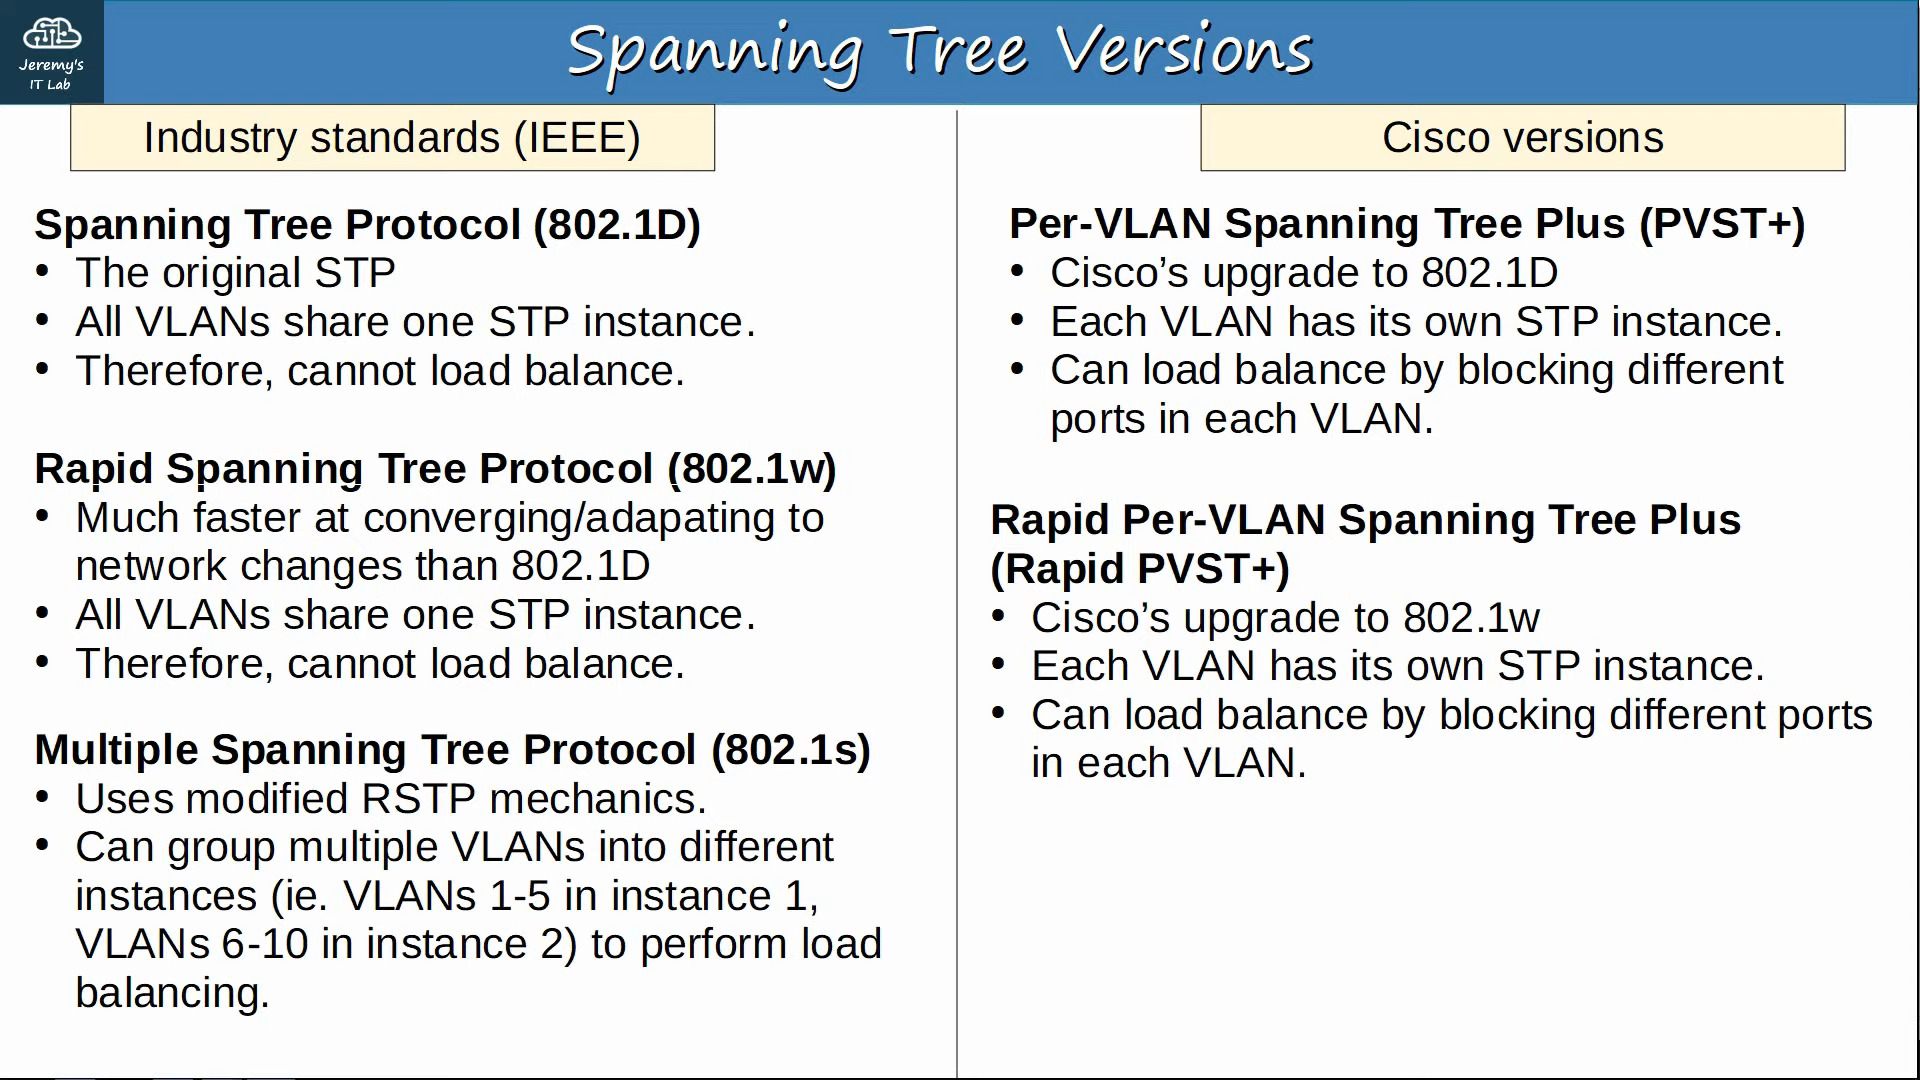 Jeremy's
IT Lab
Spanning Tree Versions
Industry standards (IEEE)
Spanning Tree Protocol (802.1D)
• The original STP
• All VLANs share one STP instance.
• Therefore, cannot load balance.
Rapid Spanning Tree Protocol (802.1w)
• Much faster at converging/adapating to
network changes than 802.1D
• All VLANs share one STP instance.
• Therefore, cannot load balance.
Multiple Spanning Tree Protocol (802.1s)
• Uses modified RSTP mechanics.
• Can group multiple VLANs into different
instances (ie. VLANs 1-5 in instance 1,
VLANs 6-10 in instance 2) to perform load
balancing.
Cisco versions
Per-VLAN Spanning Tree Plus (PVST+)
• Cisco’s upgrade to 802.1D
• Each VLAN has its own STP instance.
• Can load balance by blocking different
ports in each VLAN.
Rapid Per-VLAN Spanning Tree Plus
(Rapid PVST+)
• Cisco’s upgrade to 802.1w
• Each VLAN has its own STP instance.
• Can load balance by blocking different ports
in each VLAN.